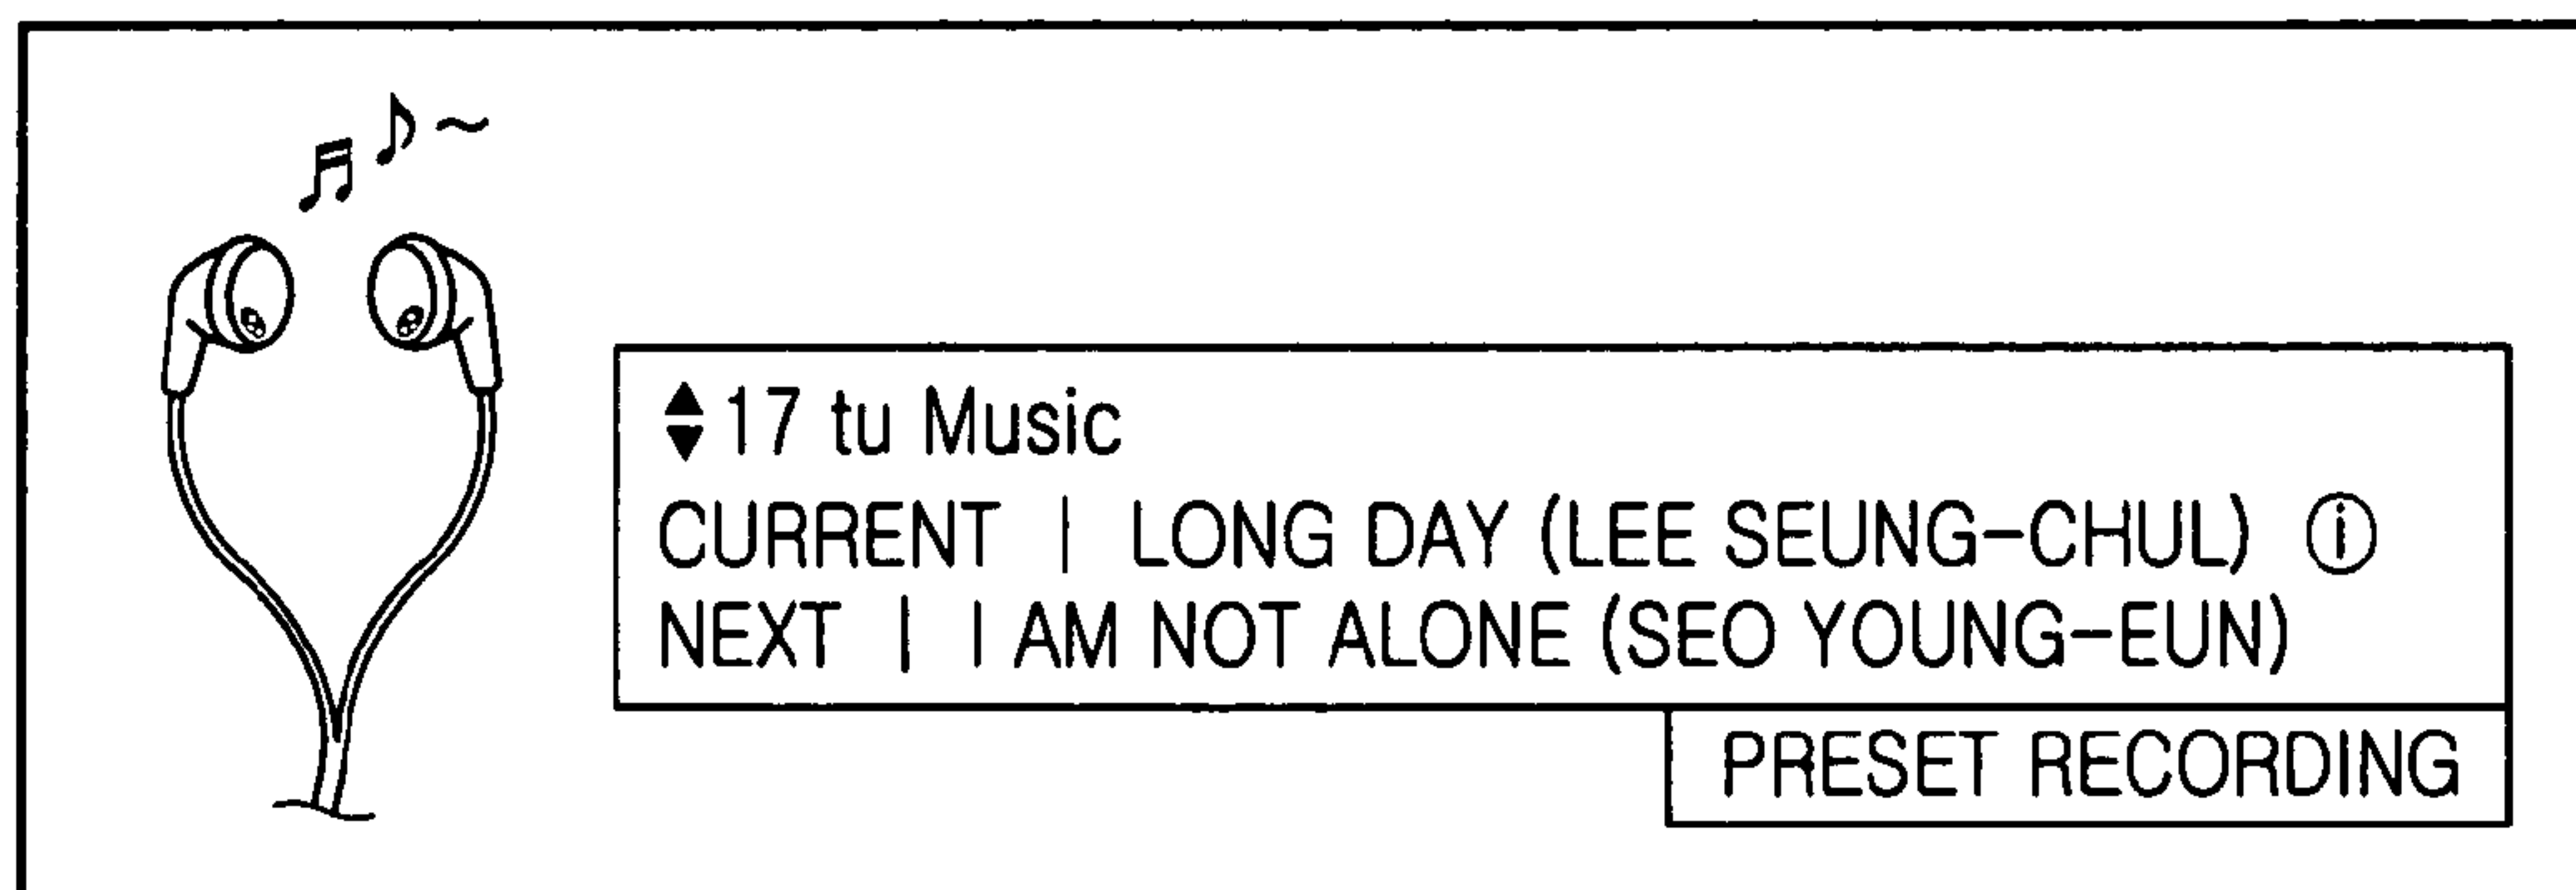 17 tu Music
CURRENT | LONG DAY (LEE SEUNG-CHUL) ⓘ
NEXT | I AM NOT ALONE (SEO YOUNG-EUN)
PRESET RECORDING